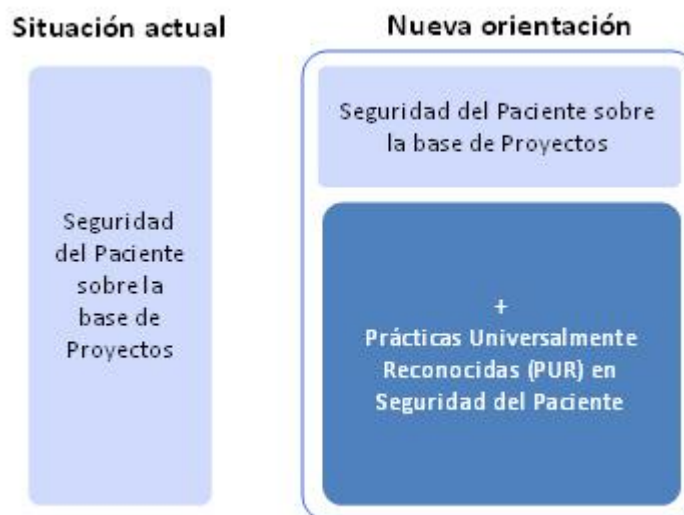 Situación actual
Seguridad
del Paciente
sobre la
base de
Proyectos
Nueva orientación
Seguridad del Paciente sobre
la base de Proyectos
+
Prácticas Universalmente
Reconocidas (PUR) en
Seguridad del Paciente